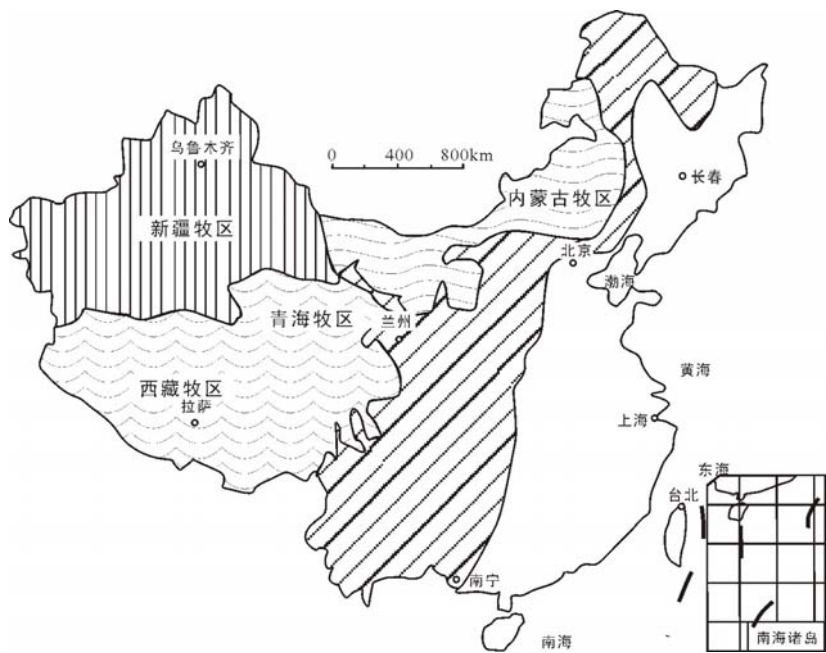 乌鲁木齐
0 400 800km
长春
内蒙古牧区
新疆牧区
北京
渤海
青海牧区
兰州
黄海
西藏牧区
拉萨
上海
东海
台北
南宁
南海
南海诸岛